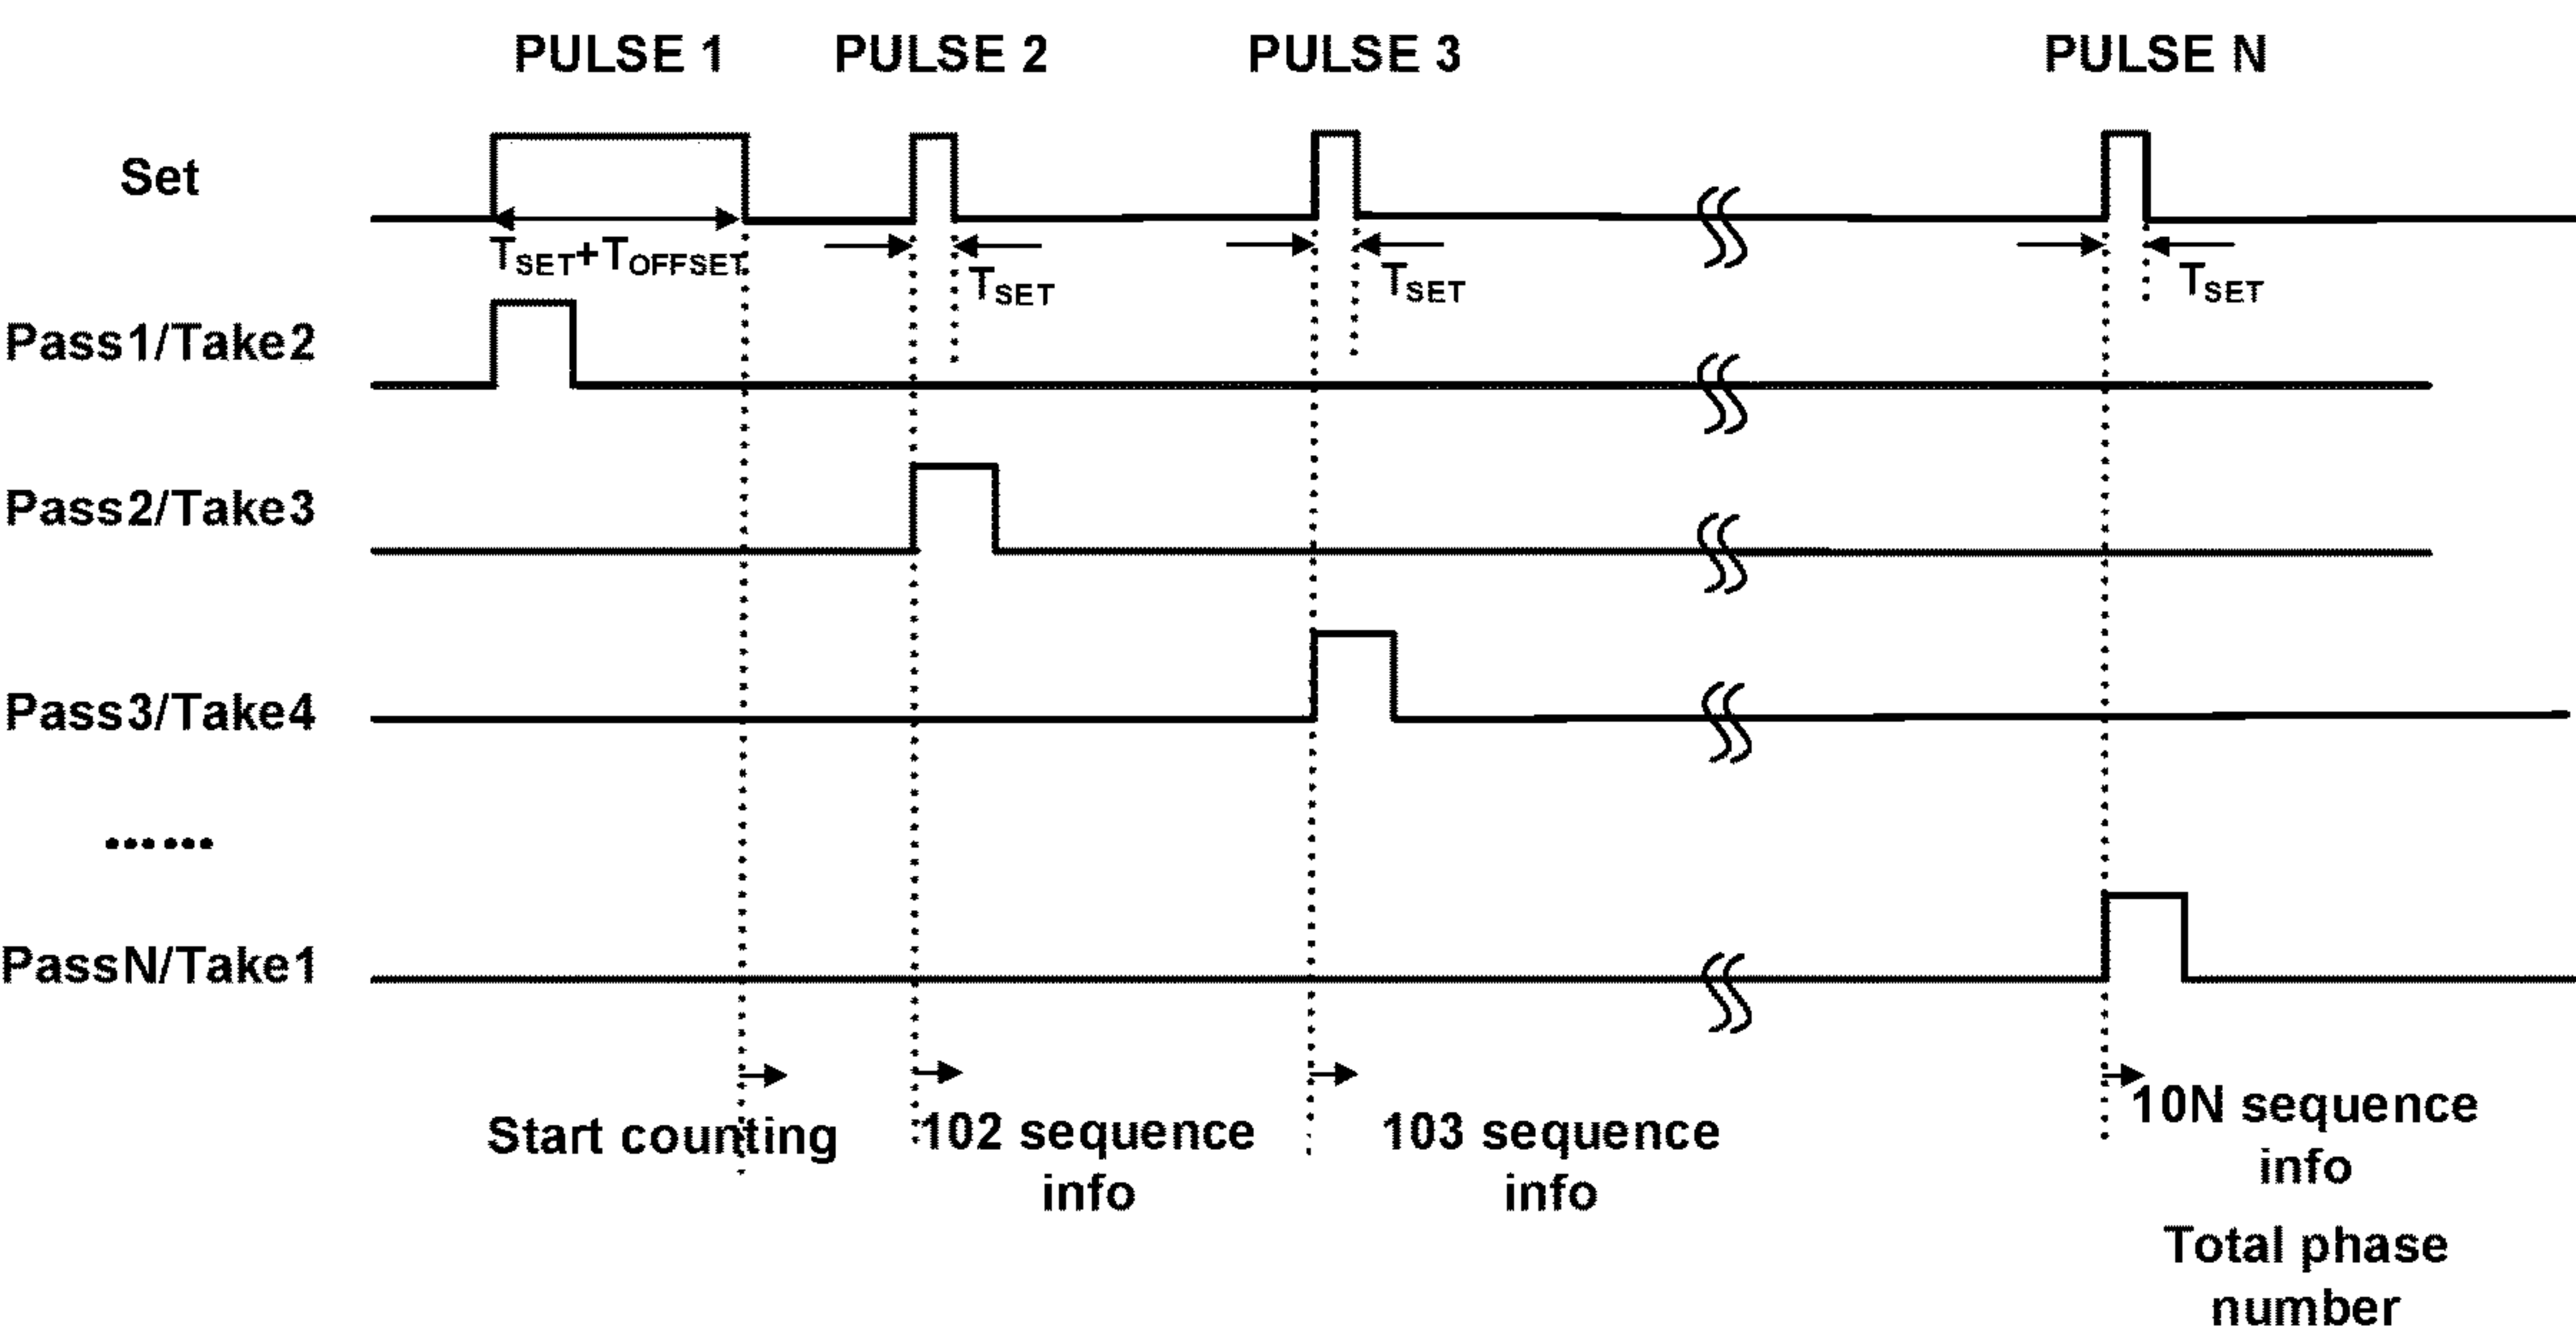 PULSE 1 PULSE 2 PULSE 3 PULSE N
Set
TSET+TOFFSET TSET TSET TSET
Pass1/Take2
Pass2/Take3
Pass3/Take4
......
PassN/Take1
Start counting 102 sequence 103 sequence 10N sequence
info info info
Total phase
number